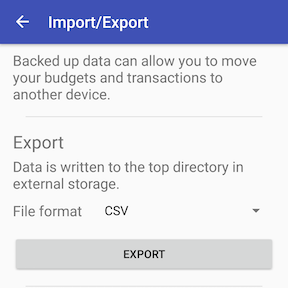 Import/Export
Backed up data can allow you to move
your budgets and transactions to
another device.
Export
Data is written to the top directory in
external storage.
File format CSV
EXPORT